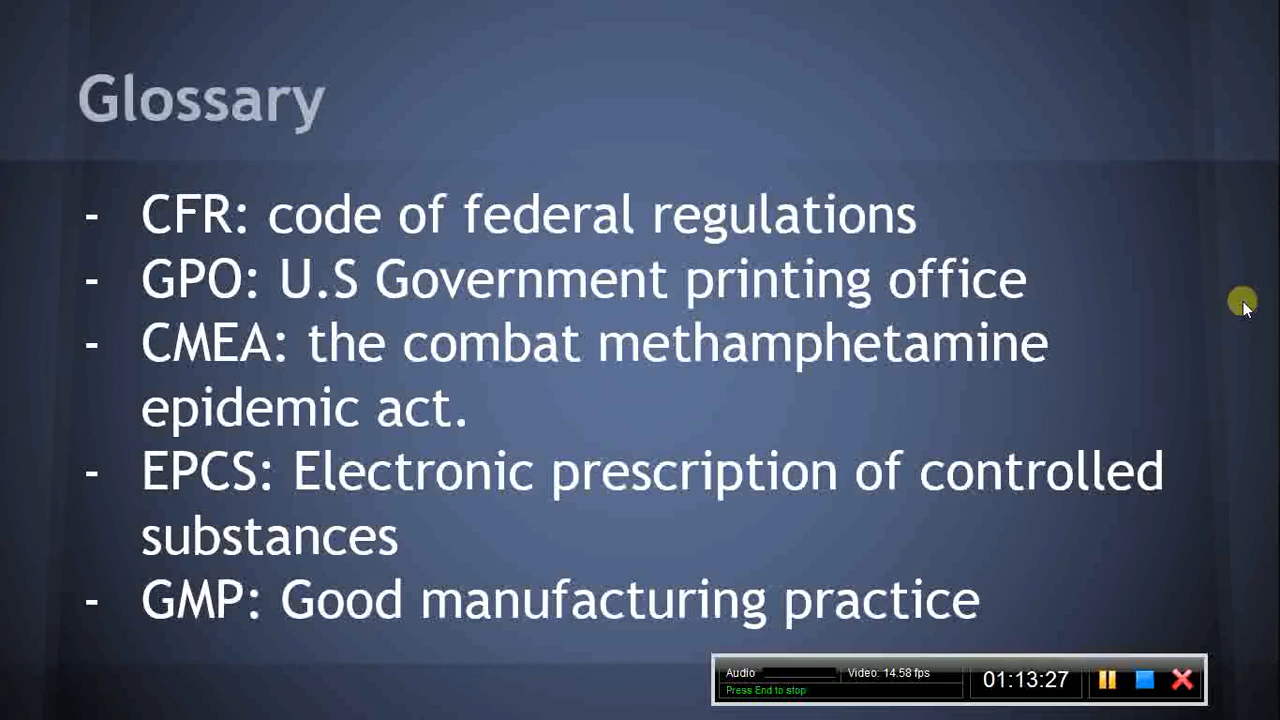 Glossary
- CFR: code of federal regulations
- GPO: U.S Government printing office
- CMEA: the combat methamphetamine
epidemic act.
- EPCS: Electronic prescription of controlled
substances
- GMP: Good manufacturing practice
Audio Video: 14.58 fps 01:13:27
Press End to stop